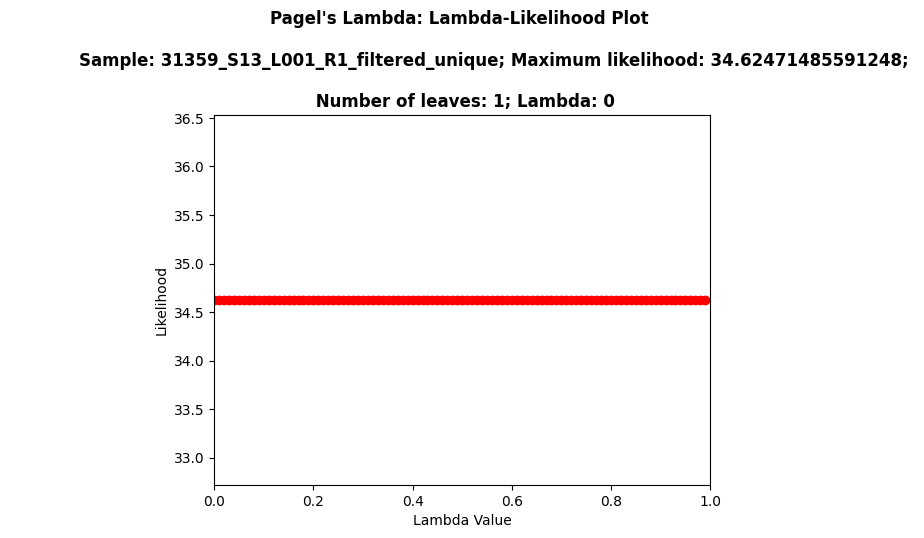 Pagel's Lambda: Lambda-Likelihood Plot
Sample: 31359_S13_L001_R1_filtered_unique; Maximum likelihood: 34.62471485591248;
Number of leaves: 1; Lambda: 0
36.5
36.0
35.5
35.0
34.5
34.0
33.5
33.0
Likelihood
0.0 0.2 0.4 0.6 0.8 1.0
Lambda Value